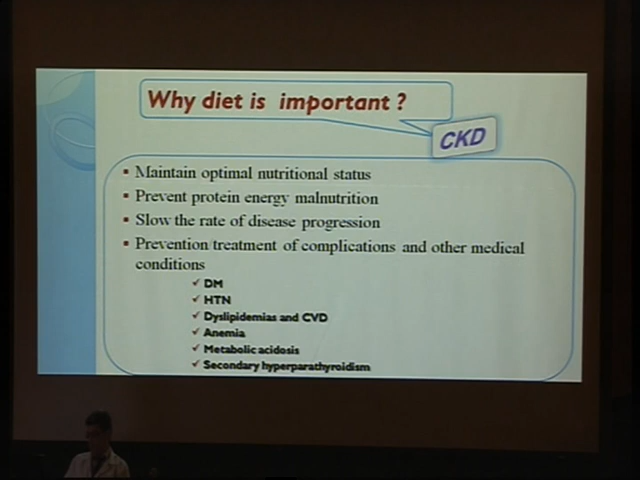 Why diet is important ?
CKD
Maintain optimal nutritional status
Prevent protein energy malnutrition
Slow the rate of disease progression
Prevention/treatment of complications and other medical
conditions
DM
HTN
Dyslipidemias and CVD
Anemia
Metabolic acidosis
Secondary hyperparathyroidism